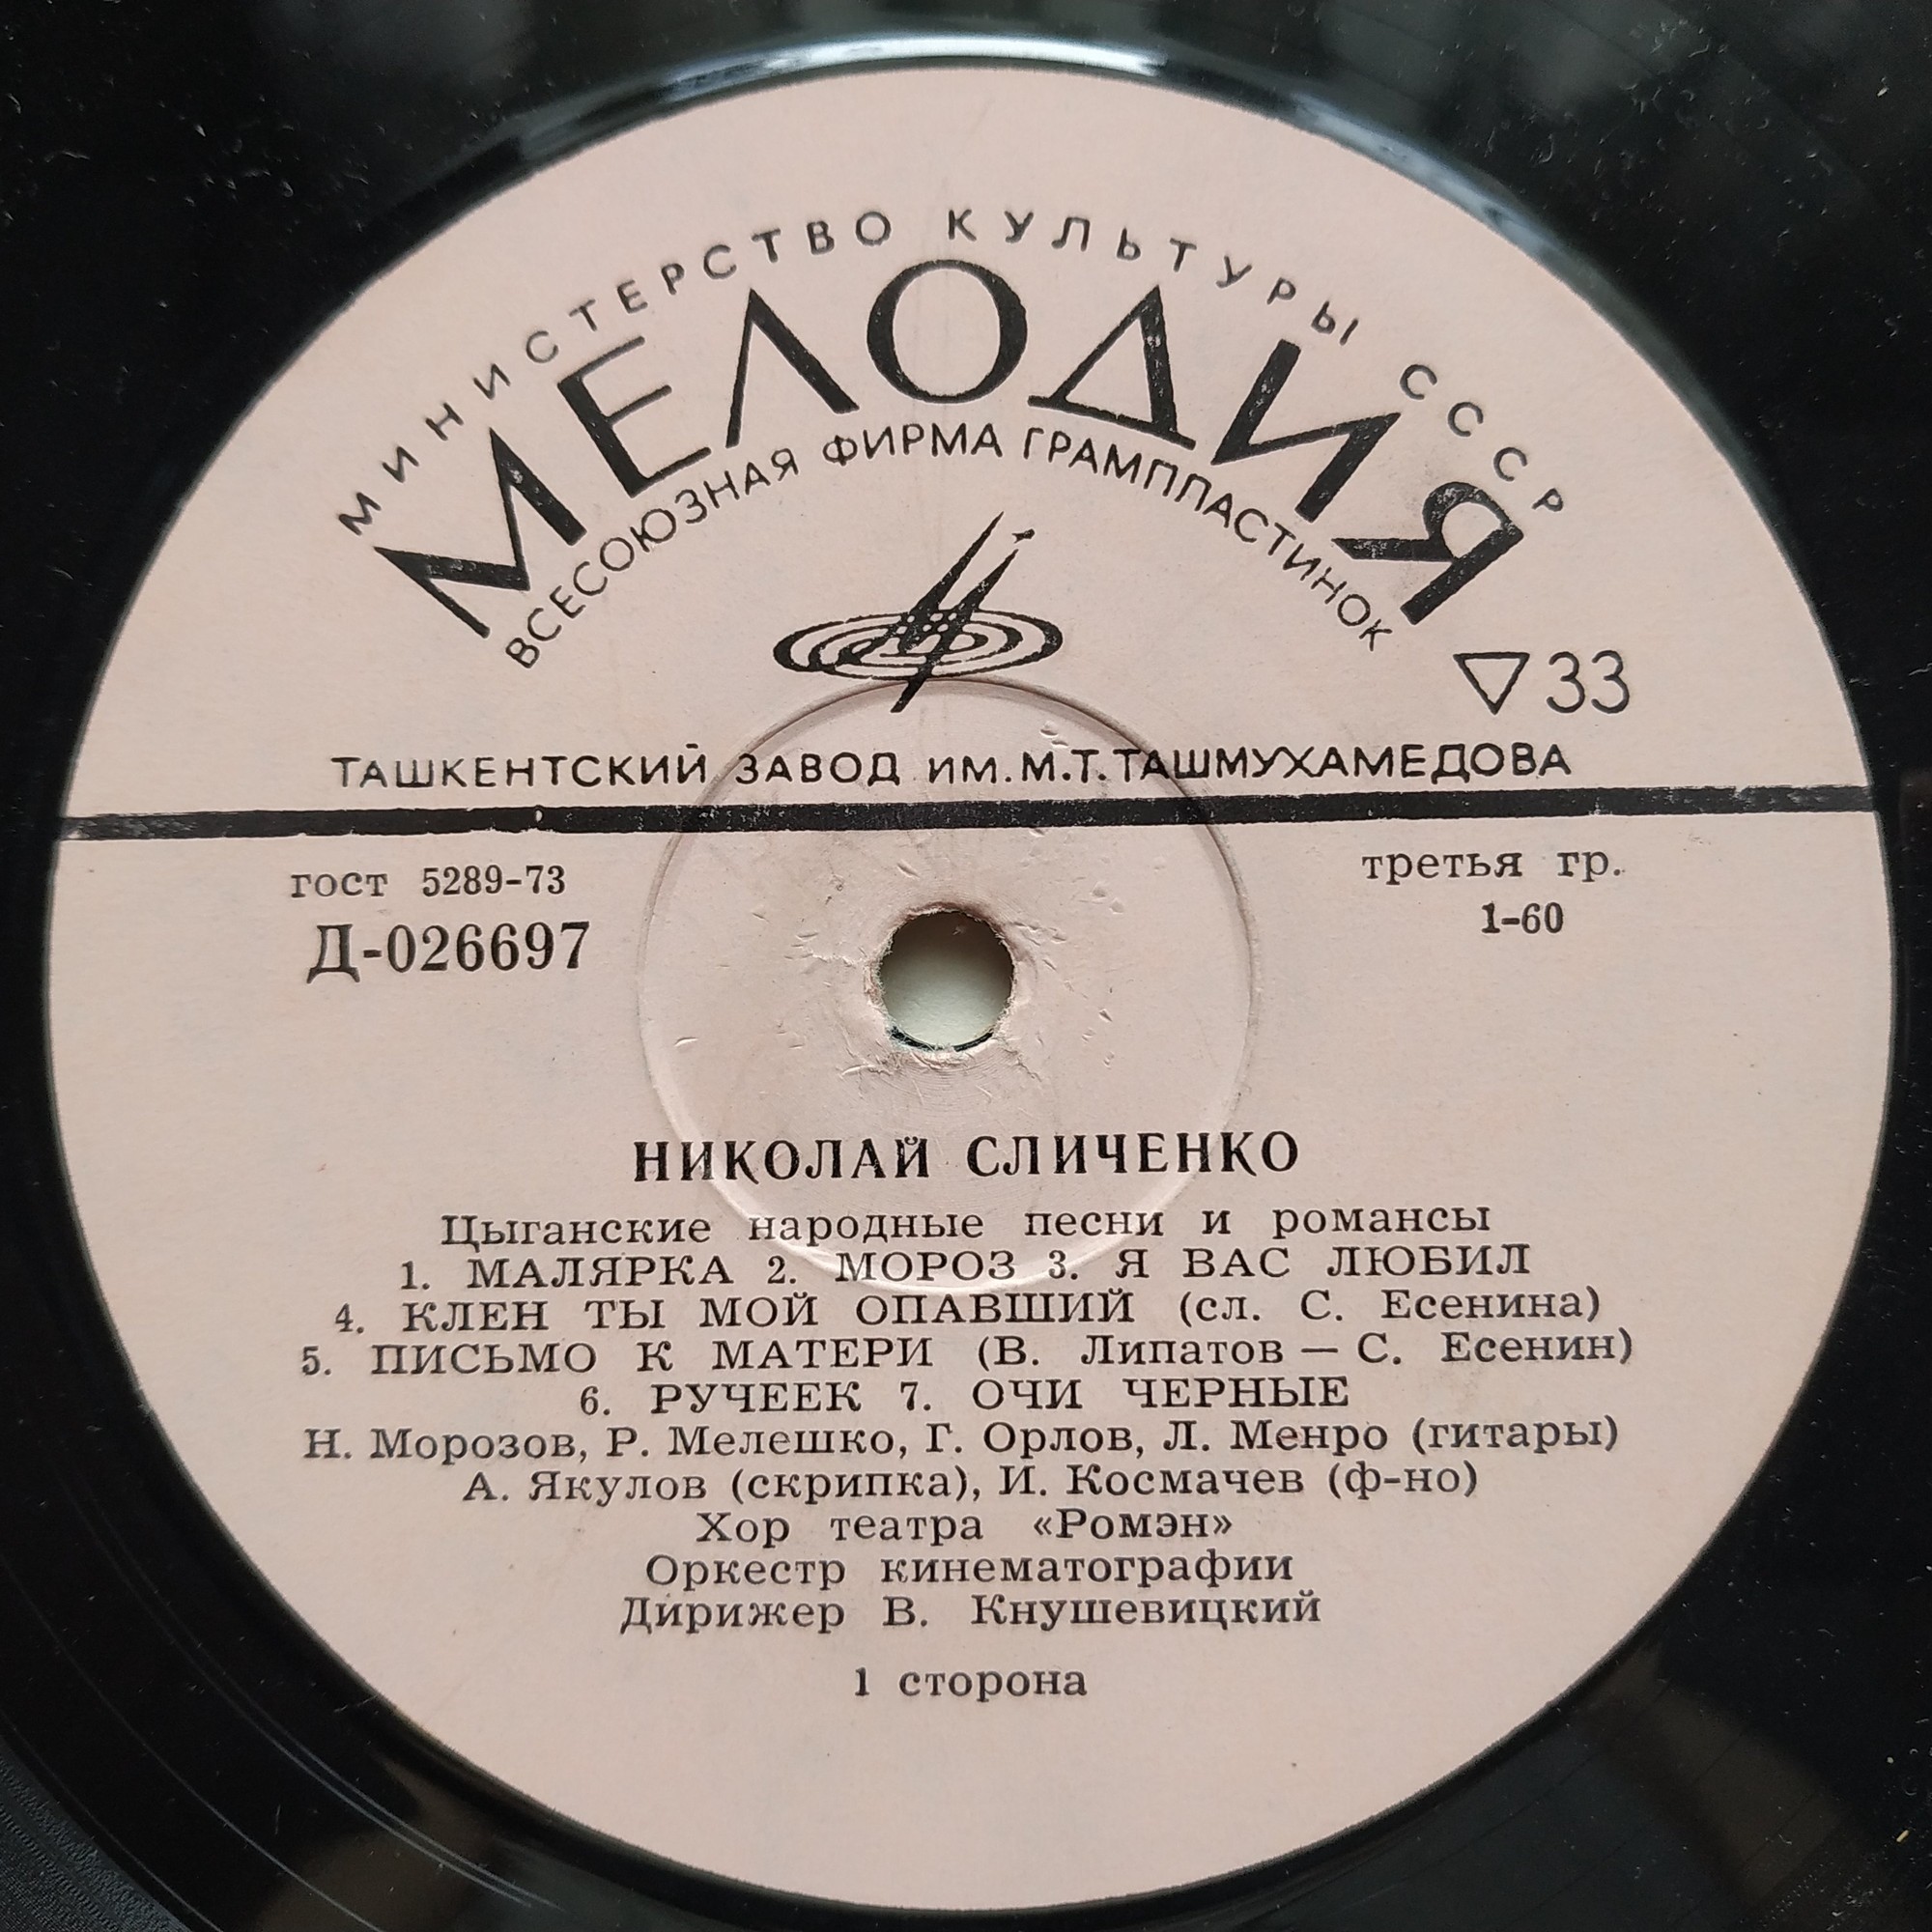 МИНИСТЕРСТВО КУЛЬТУРЫ СССР
МЕЛОДИЯ
ВСЕСОЮЗНАЯ ФИРМА ГРАМПЛАСТИНОК
33
ТАШКЕНТСКИЙ ЗАВОД ИМ. М.Т. ТАШМУХАМЕДОВА
гост 5289-73
третья гр.
Д-026697
1-60
НИКОЛАЙ СЛИЧЕНКО
Цыганские народные песни и романсы
1. МАЛЯРКА 2. МОРОЗ 3. Я ВАС ЛЮБИЛ
4. КЛЕН ТЫ МОЙ ОПАВШИЙ (сл. С. Есенина)
5. ПИСЬМО К МАТЕРИ (В. Липатов — С. Есенин)
6. РУЧЕЕК 7. ОЧИ ЧЕРНЫЕ
Н. Морозов, Р. Мелешко, Г. Орлов, Л. Менро (гитары)
А. Якулов (скрипка), И. Космачев (ф-но)
Хор театра «Ромэн»
Оркестр кинематографии
Дирижер В. Кнушевицкий
1 сторона